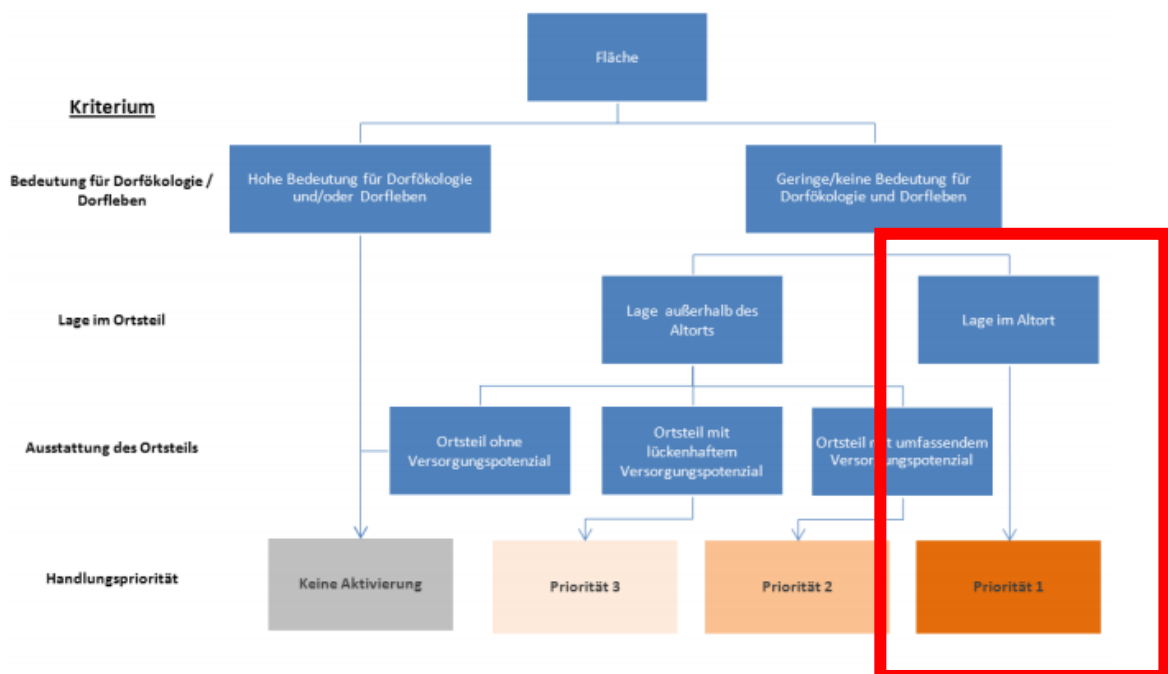 Fläche
Kriterium
Bedeutung für Dorfökologie /
Dorfleben
Hohe Bedeutung für Dorfökologie
und/oder Dorfleben
Geringe/keine Bedeutung für
Dorfökologie und Dorfleben
Lage im Ortsteil
Lage außerhalb des
Altorts
Lage im Altort
Ausstattung des Ortsteils
Ortsteil ohne
Versorgungspotenzial
Ortsteil mit
lückenhaftem
Versorgungspotenzial
Ortsteil mit umfassendem
Versorgungspotenzial
Handlungspriorität
Keine Aktivierung
Priorität 3
Priorität 2
Priorität 1